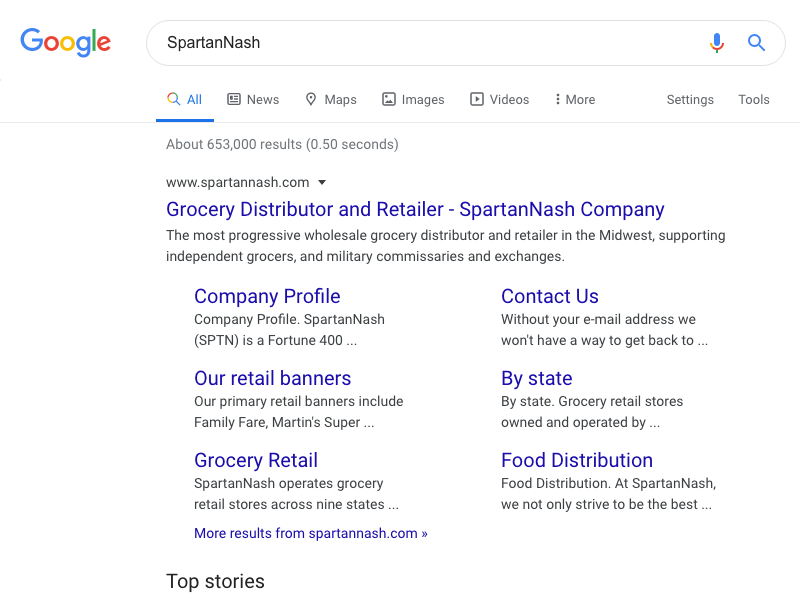 Google
SpartanNash
All News Maps Images Videos More Settings Tools
About 653,000 results (0.50 seconds)
www.spartannash.com
Grocery Distributor and Retailer - SpartanNash Company
The most progressive wholesale grocery distributor and retailer in the Midwest, supporting
independent grocers, and military commissaries and exchanges.
Company Profile
Company Profile. SpartanNash
(SPTN) is a Fortune 400 ...
Contact Us
Without your e-mail address we
won't have a way to get back to ...
Our retail banners
Our primary retail banners include
Family Fare, Martin's Super ...
By state
By state. Grocery retail stores
owned and operated by ...
Grocery Retail
SpartanNash operates grocery
retail stores across nine states ...
Food Distribution
Food Distribution. At SpartanNash,
we not only strive to be the best ...
More results from spartannash.com »
Top stories